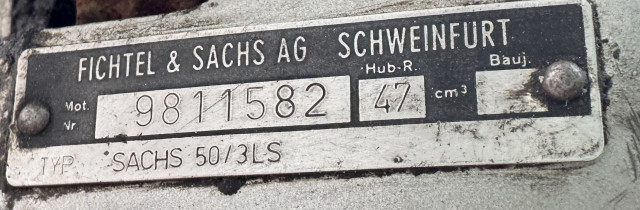 FICHTEL & SACHS AG SCHWEINFURT
Mot. Nr 9811582 Hub-R. 47 cm³ Bauj.
TYP SACHS 50/3LS